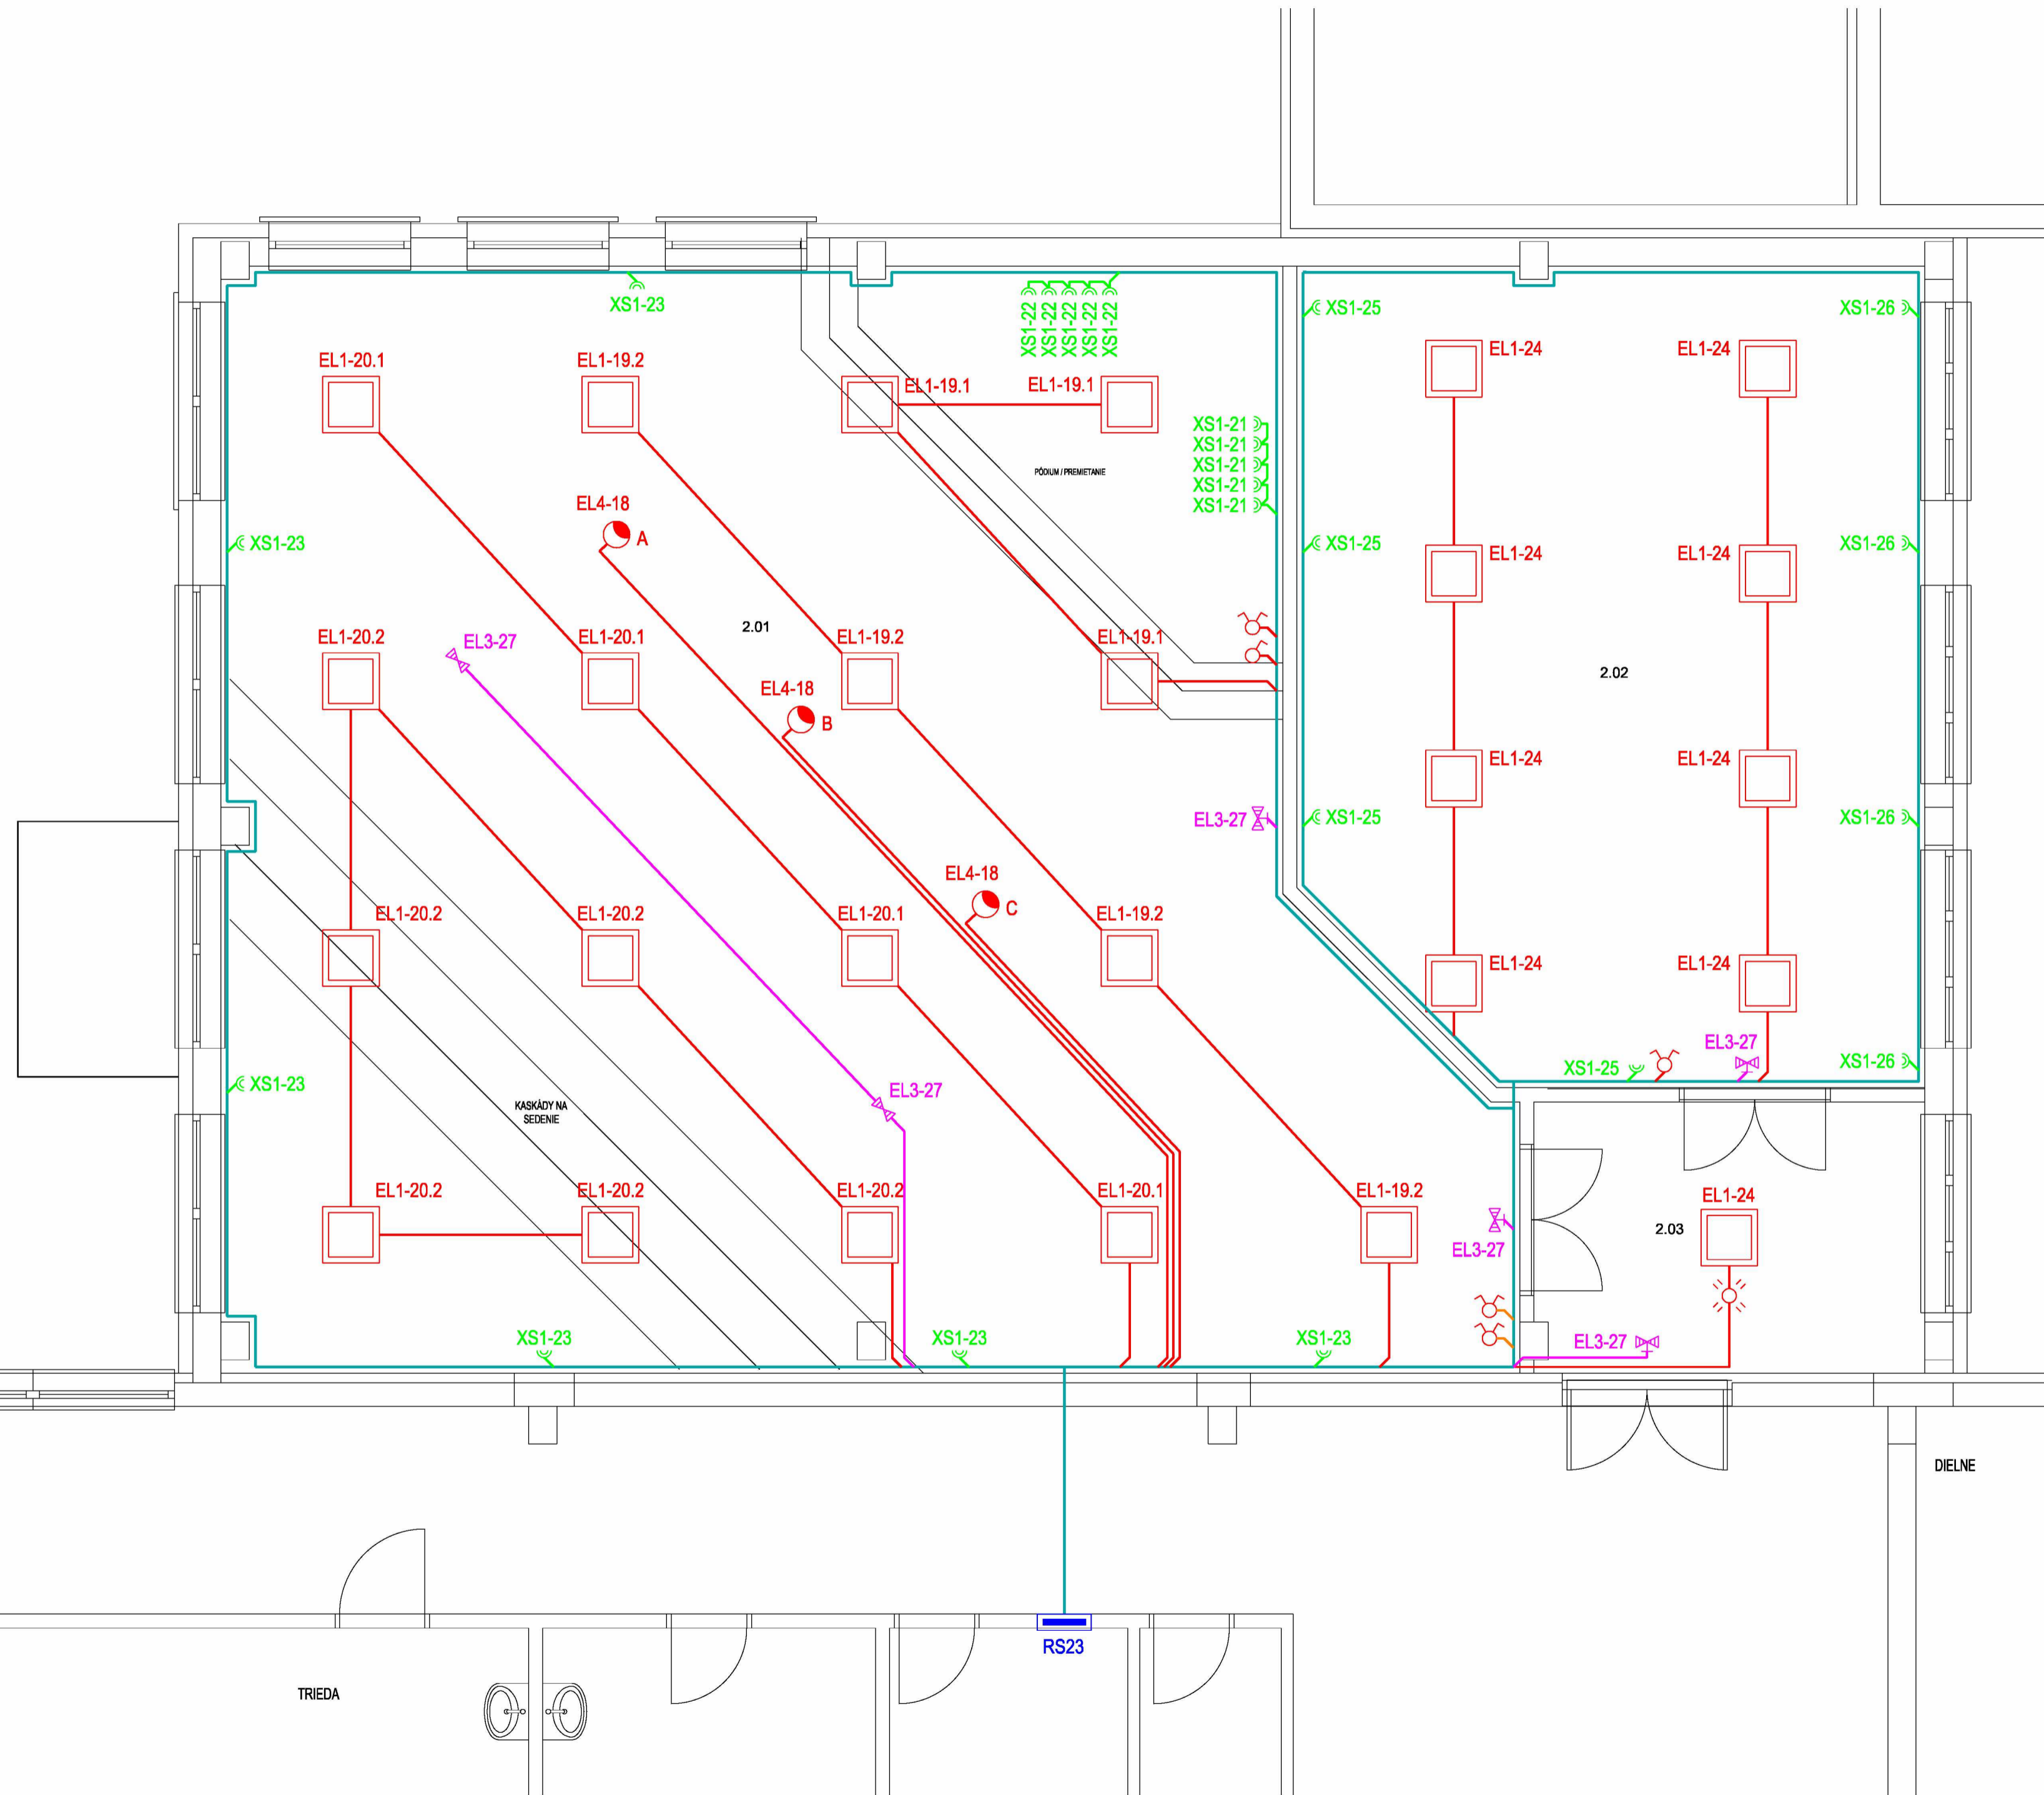 XS1-23
XS1-22
XS1-22
XS1-22
XS1-22
XS1-22
XS1-25
XS1-26
EL1-24
EL1-24
EL1-20.1
EL1-19.2
EL1-19.1
EL1-19.1
XS1-21
XS1-21
XS1-21
XS1-21
XS1-21
PÓDIUM / PREMIETANIE
EL4-18
A
XS1-23
XS1-25
XS1-26
EL1-24
EL1-24
2.01
EL1-20.2
EL3-27
EL1-20.1
EL1-19.2
EL1-19.1
2.02
EL4-18
B
EL1-24
EL1-24
EL3-27
XS1-25
XS1-26
EL4-18
C
EL1-20.2
EL1-20.2
EL1-20.1
EL1-19.2
EL1-24
EL1-24
XS1-23
KASKÁDY NA
SEDENIE
EL3-27
XS1-25
EL3-27
XS1-26
EL1-20.2
EL1-20.2
EL1-20.2
EL1-20.1
EL1-19.2
EL3-27
2.03
EL1-24
XS1-23
XS1-23
XS1-23
EL3-27
DIELNE
RS23
TRIEDA